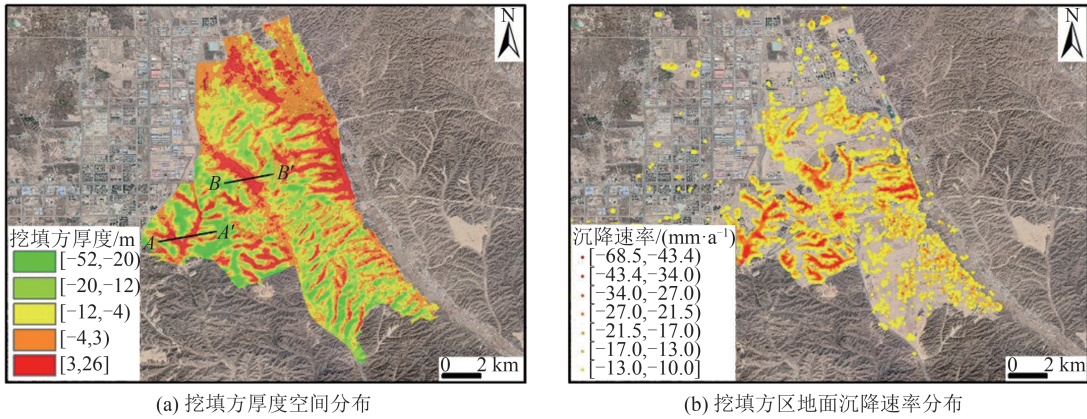 N
B
B′
A
A′
挖填方厚度/m
[−52,−20)
[−20,−12)
[−12,−4)
[−4,3)
[3,26]
0 2 km
(a) 挖填方厚度空间分布
N
沉降速率/(mm·a⁻¹)
[−68.5,−43.4)
[−43.4,−34.0)
[−34.0,−27.0)
[−27.0,−21.5)
[−21.5,−17.0)
[−17.0,−13.0)
[−13.0,−10.0]
0 2 km
(b) 挖填方区地面沉降速率分布